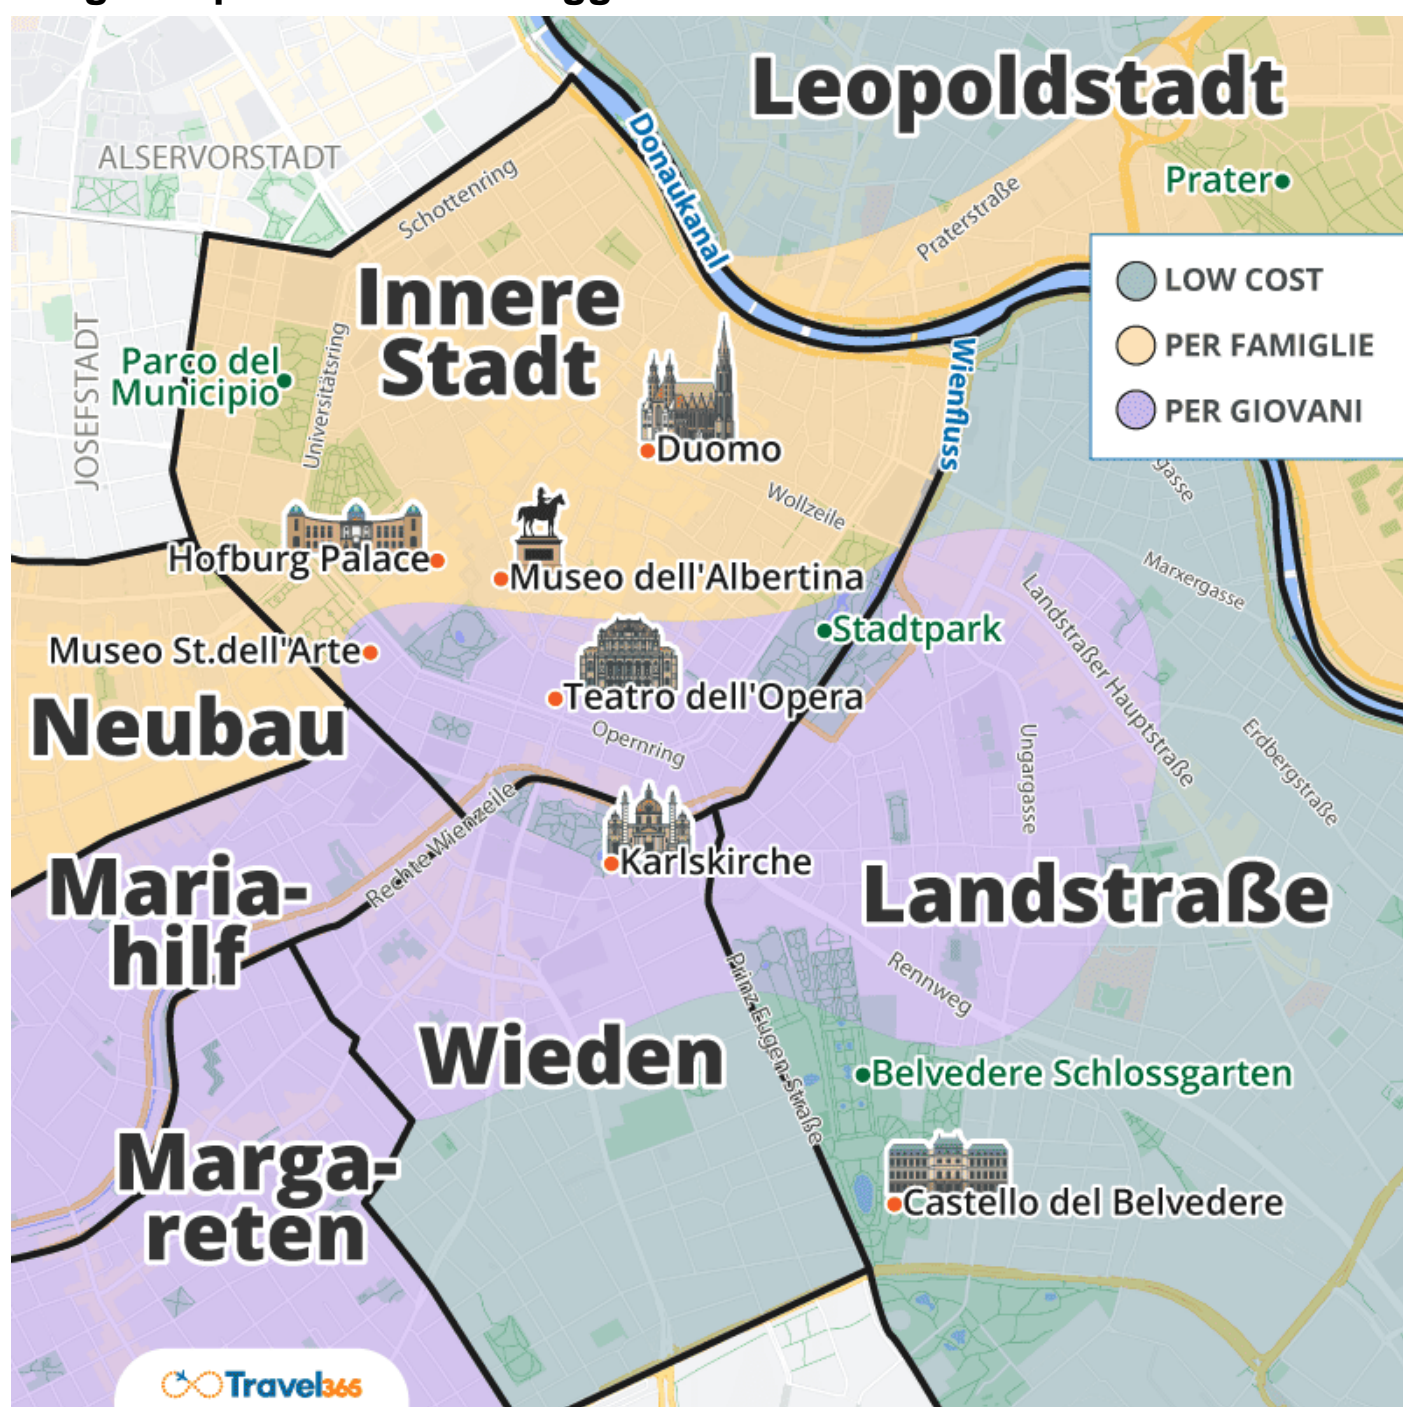 Leopoldstadt
Donaukanal
ALSERVORSTADT
Schottenring
Prater
Praterstraße
LOW COST
PER FAMIGLIE
PER GIOVANI
Innere
Stadt
JOSEFSTADT
Parco del
Municipio
Universitätsring
Wienfluss
Duomo
Wollzeile
gasse
Hofburg Palace
Museo dell'Albertina
Marxergasse
Landstraßer Hauptstraße
Stadtpark
Museo St.dell"Arte
Teatro dell'Opera
Neubau
Opernring
Ungargasse
Erdbergstraße
Rechte Wienzeile
Karlskirche
Maria-
hilf
Landstraße
Rennweg
Prinz-Eugen-Straße
Wieden
Belvedere Schlossgarten
Marga-
reten
Castello del Belvedere
Travel365